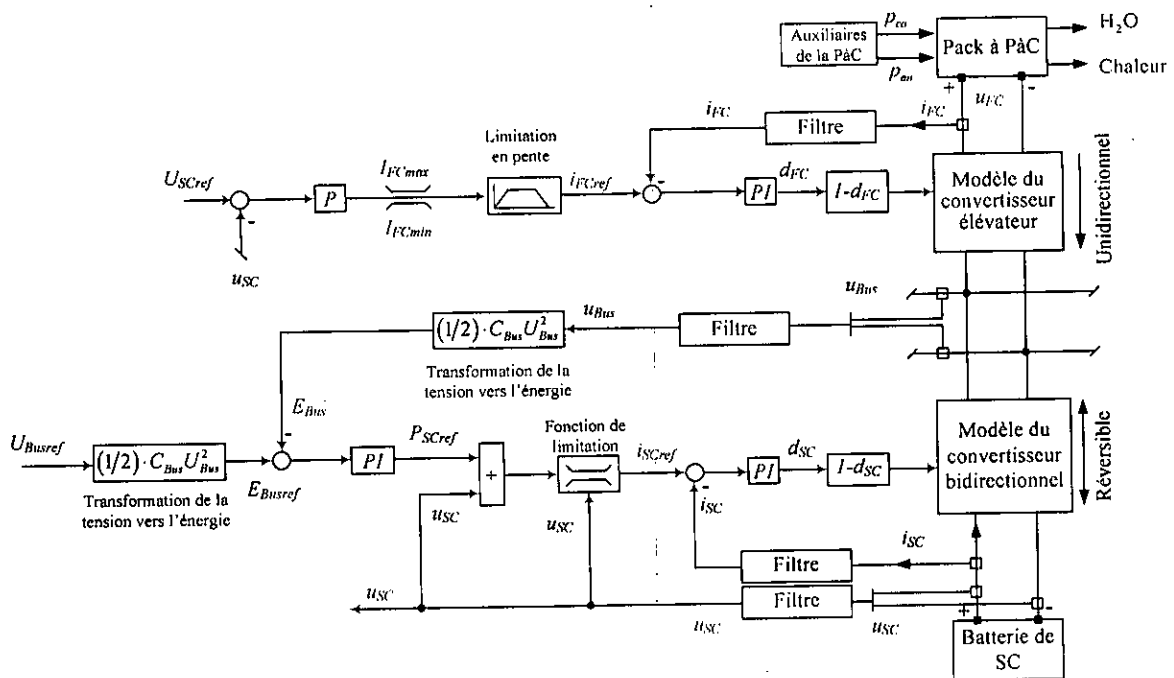 Auxiliaires
de la PàC
p_ca
p_an
Pack à PàC
H₂O
Chaleur
+
-
u_FC
i_FC
Filtre
i_FC
Limitation
en pente
U_SCref
-
u_SC
P
I_FCmax
I_FCmin
i_FCref
-
PI
d_FC
1-d_FC
Modèle du
convertisseur
élévateur
Unidirectionnel
u_Bus
Filtre
u_Bus
(1/2)·C_Bus U²_Bus
Transformation de la
tension vers l'énergie
E_Bus
-
U_Busref
(1/2)·C_Bus U²_Bus
Transformation de la
tension vers l'énergie
E_Busref
PI
P_SCref
÷
u_SC
Fonction de
limitation
u_SC
i_SCref
-
i_SC
PI
d_SC
1-d_SC
Modèle du
convertisseur
bidirectionnel
Réversible
i_SC
Filtre
u_SC
u_SC
Filtre
u_SC
+
-
Batterie de
SC